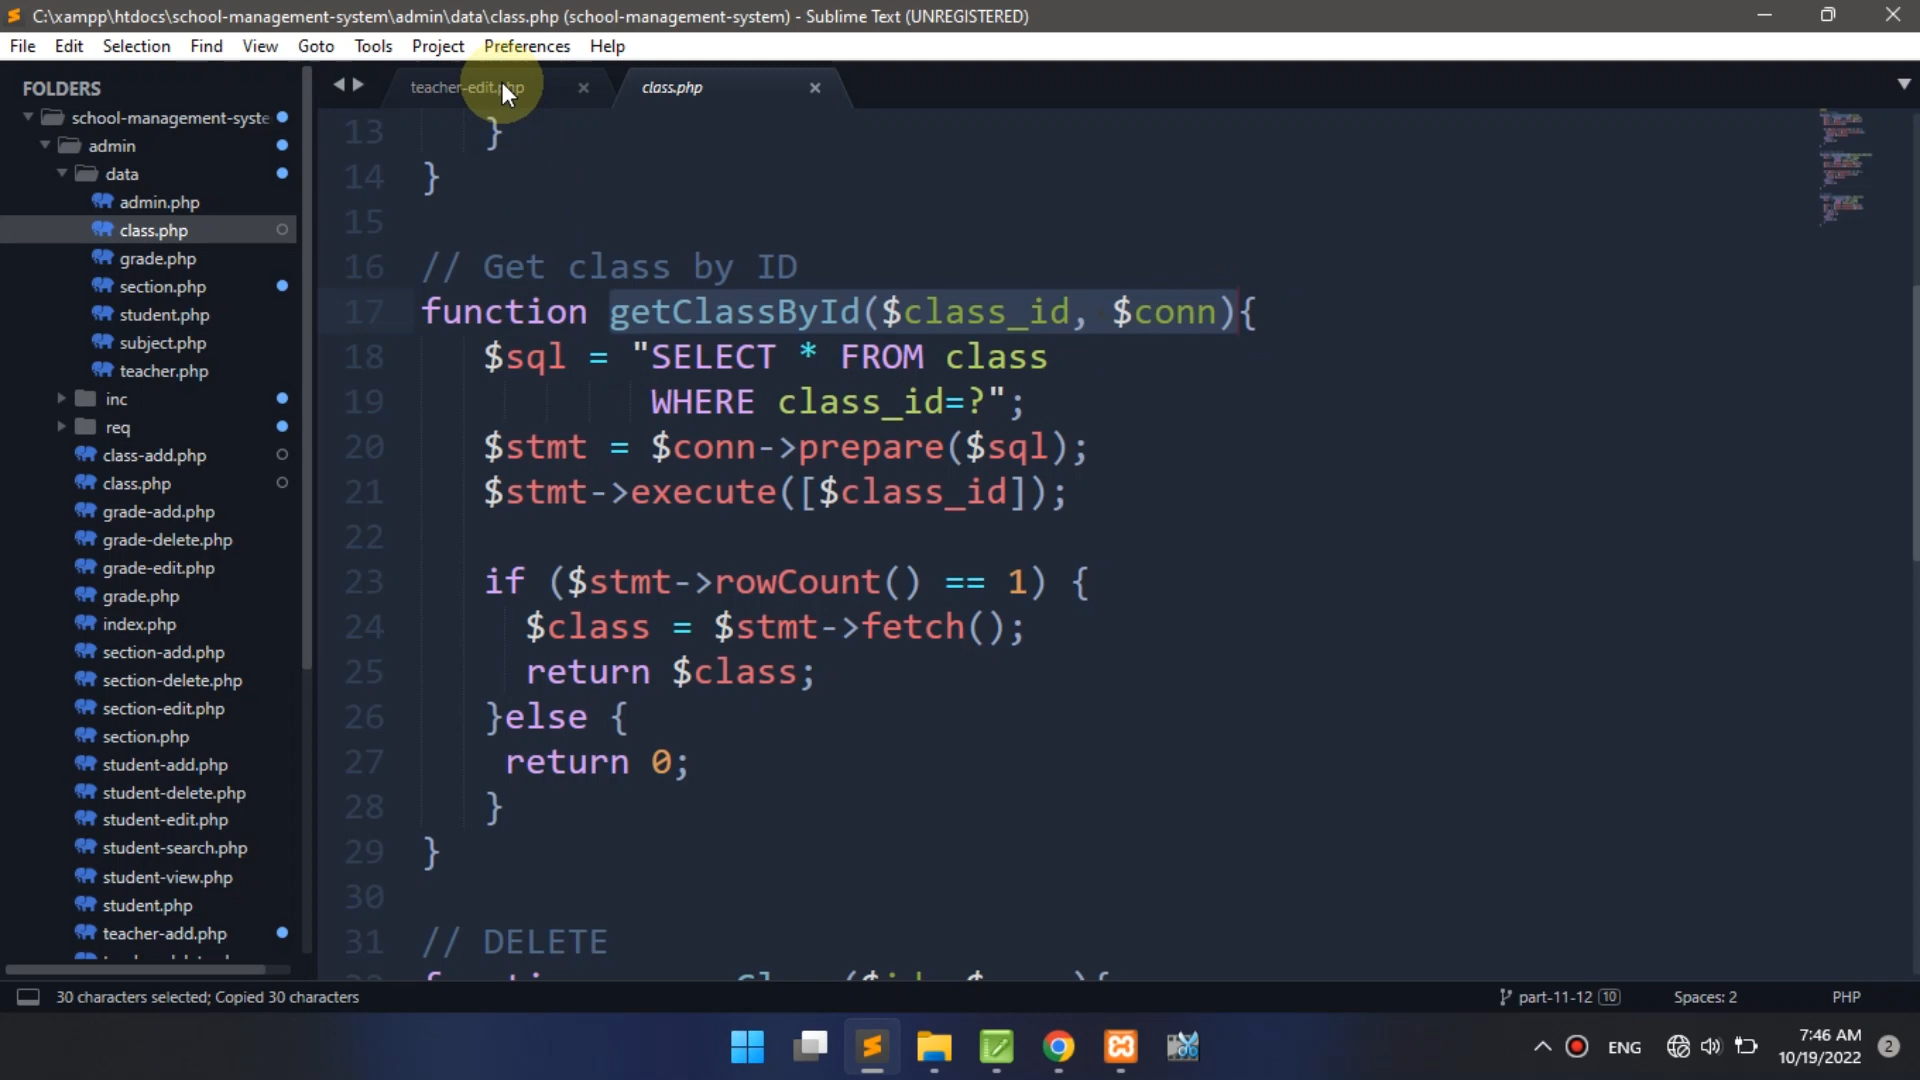 C:\xampp\htdocs\school-management-system\admin\data\class.php (school-management-system) - Sublime Text (UNREGISTERED)
File Edit Selection Find View Goto Tools Project Preferences Help
FOLDERS
school-management-syste
admin
data
admin.php
class.php
grade.php
section.php
student.php
subject.php
teacher.php
inc
req
class-add.php
class.php
grade-add.php
grade-delete.php
grade-edit.php
grade.php
index.php
section-add.php
section-delete.php
section-edit.php
section.php
student-add.php
student-delete.php
student-edit.php
student-search.php
student-view.php
student.php
teacher-add.php
teacher-edit.php
class.php
13 }
14 }
15
16 // Get class by ID
17 function getClassById($class_id, $conn){
18 $sql = "SELECT * FROM class
19 WHERE class_id=?";
20 $stmt = $conn->prepare($sql);
21 $stmt->execute([$class_id]);
22
23 if ($stmt->rowCount() == 1) {
24 $class = $stmt->fetch();
25 return $class;
26 }else {
27 return 0;
28 }
29 }
30
31 // DELETE
30 characters selected; Copied 30 characters
part-11-12 10
Spaces: 2
PHP
ENG
7:46 AM
10/19/2022
2